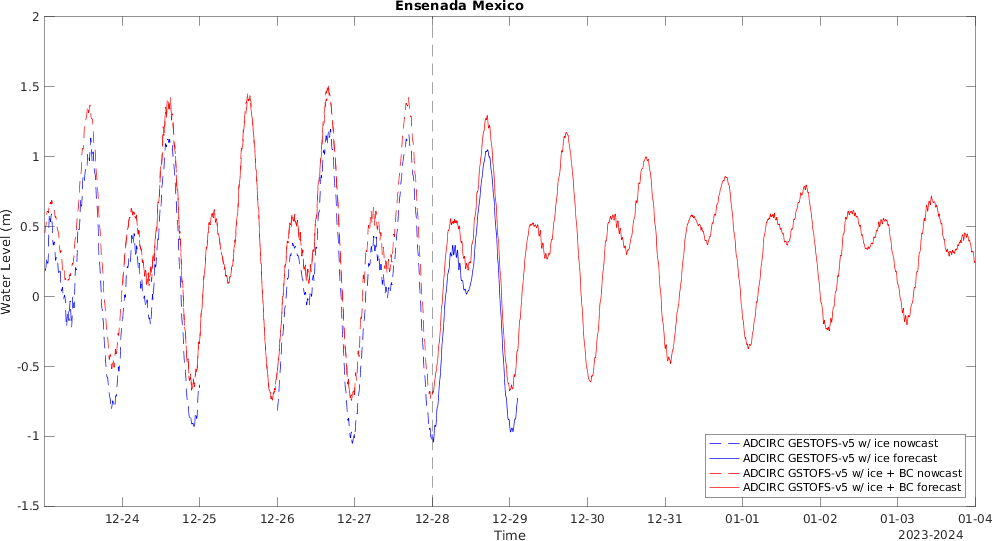 Ensenada Mexico
2
1.5
1
0.5
0
-0.5
-1
-1.5
Water Level (m)
ADCIRC GESTOFS-v5 w/ ice nowcast
ADCIRC GESTOFS-v5 w/ ice forecast
ADCIRC GSTOFS-v5 w/ ice + BC nowcast
ADCIRC GSTOFS-v5 w/ ice + BC forecast
12-24 12-25 12-26 12-27 12-28 12-29 12-30 12-31 01-01 01-02 01-03 01-04
Time
2023-2024